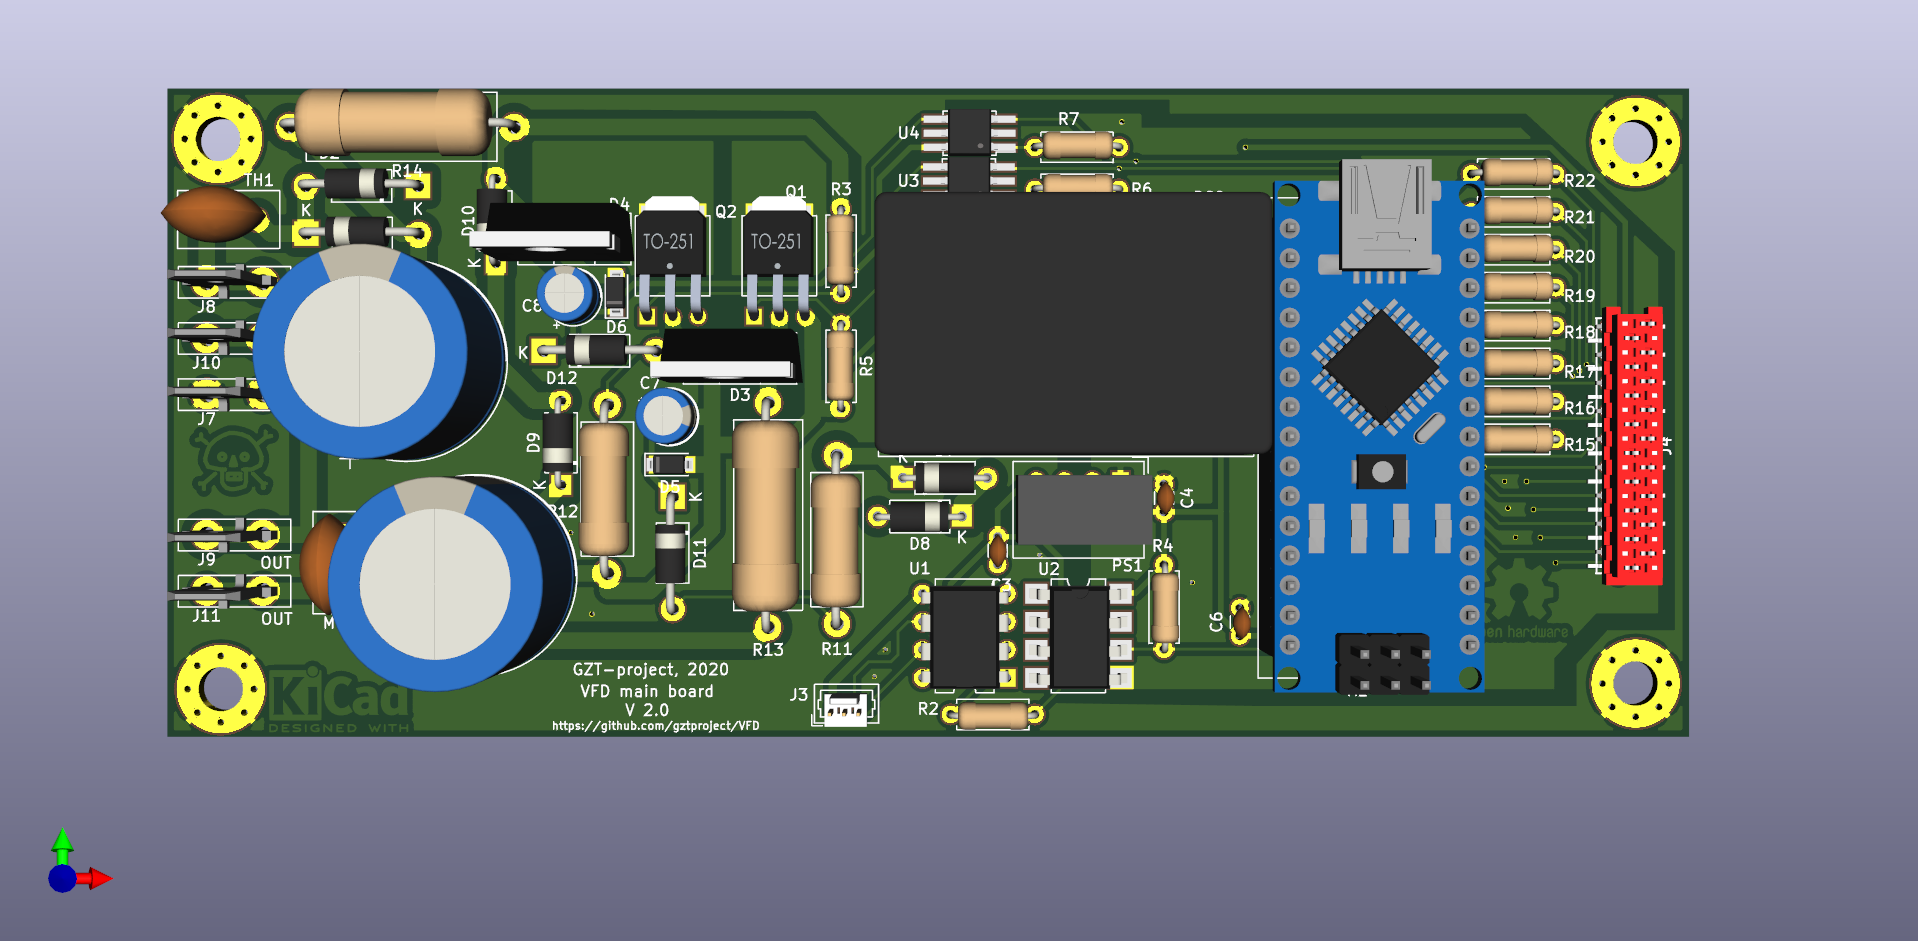 R7
U4
U3
R6
TH1
R14
K
K
D10
K
D4
Q2
Q1
R3
TO-251
TO-251
R22
R21
R20
R19
R18
R17
R16
R15
J4
J8
J10
J7
C8
+
D6
K
D12
C7
D3
R5
D9
K
D5
K
R12
D11
D8
K
C4
R4
PS1
U1
U2
C3
C6
J9
OUT
J11
OUT
R13
R11
GZT-project, 2020
VFD main board
V 2.0
https://github.com/gztproject/VFD
J3
R2
KiCad
DESIGNED WITH
hardware